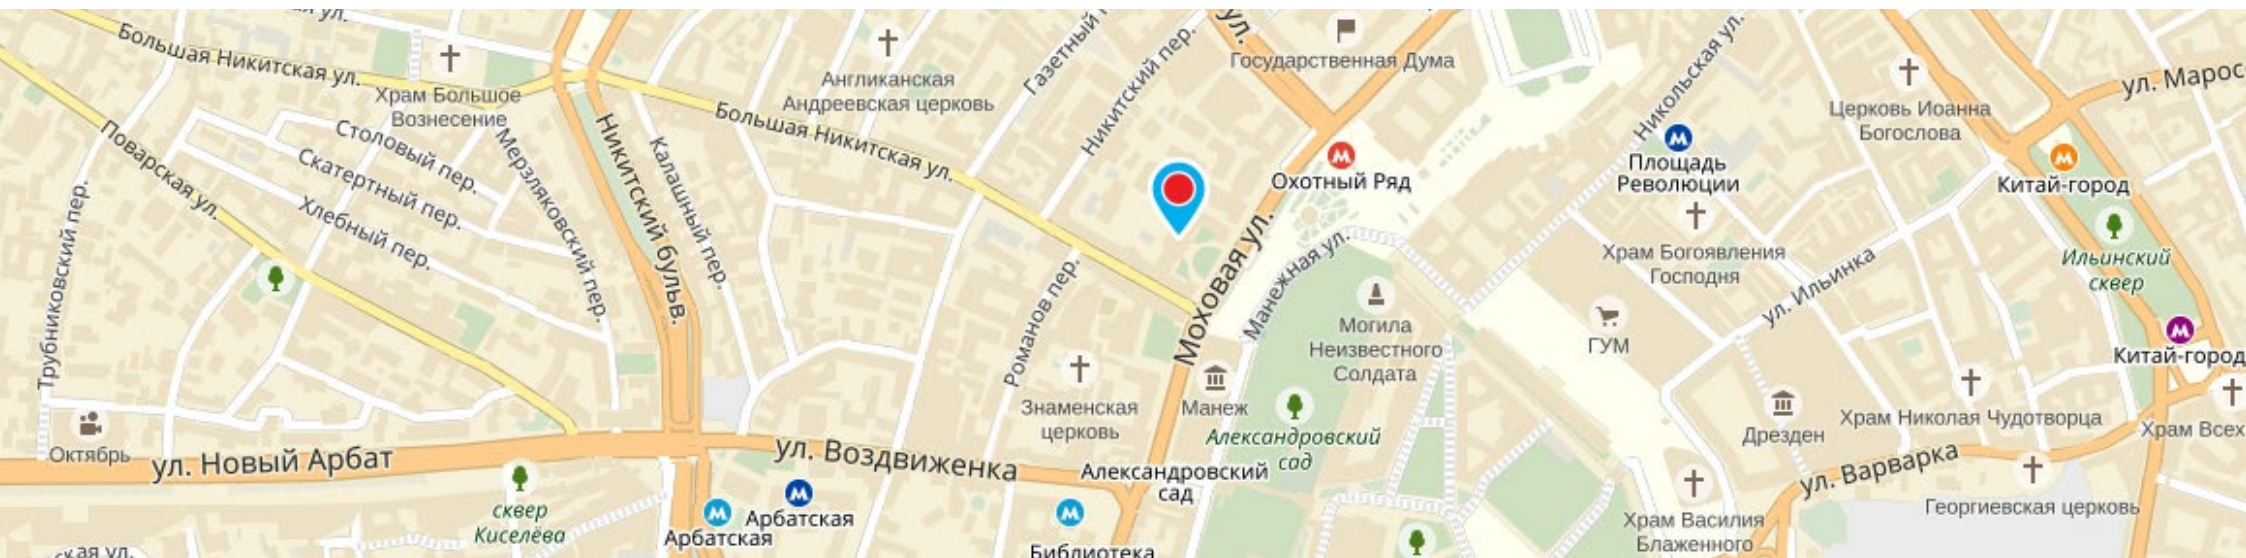 Большая Никитская ул.
Храм Большое
Вознесение
Англиканская
Андреевская церковь
Газетный
Никитский пер.
ул.
Государственная Дума
Никольская ул.
Церковь Иоанна
Богослова
ул. Марос
Поварская ул.
Столовый пер.
Скатертный пер.
Хлебный пер.
Мерзляковский пер.
Никитский бульв.
Калашный пер.
Большая Никитская ул.
Охотный Ряд
Площадь
Революции
Китай-город
Храм Богоявления
Господня
Ильинский
сквер
Трубниковский пер.
Романов пер.
Моховая ул.
Манежная ул.
Могила
Неизвестного
Солдата
ГУМ
ул. Ильинка
Китай-город
Знаменская
церковь
Манеж
Александровский
сад
Дрезден
Храм Николая Чудотворца
Храм Всех
Октябрь
ул. Новый Арбат
ул. Воздвиженка
Александровский
сад
ул. Варварка
сквер
Киселёва
Арбатская
Арбатская
Библиотека
Храм Василия
Блаженного
Георгиевская церковь